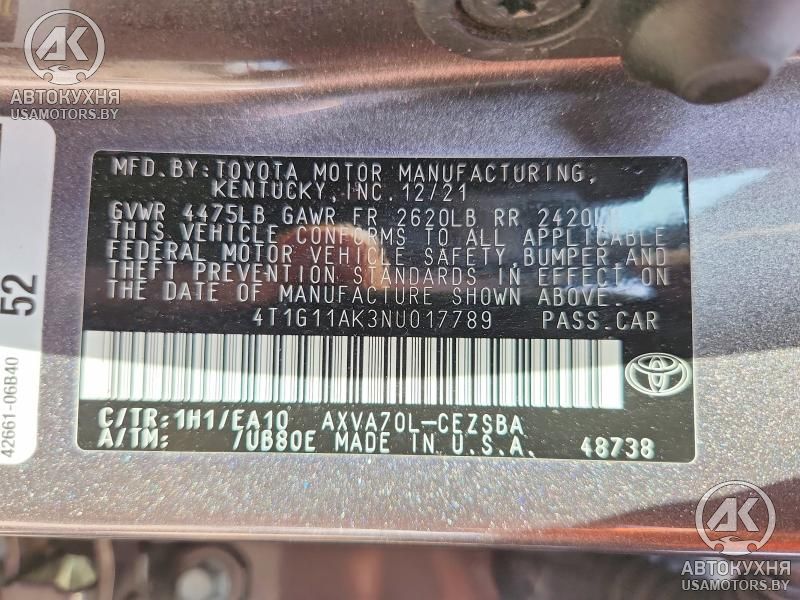 AK
АВТОКУХНЯ
USAMOTORS.BY
MFD.BY:TOYOTA MOTOR MANUFACTURING,
KENTUCKY,INC.12/21
GVWR 4475LB GAWR FR 2620LB RR 2420LB
THIS VEHICLE CONFORMS TO ALL APPLICABLE
FEDERAL MOTOR VEHICLE SAFETY,BUMPER,AND
THEFT PREVENTION STANDARDS IN EFFECT ON
THE DATE OF MANUFACTURE SHOWN ABOVE.
4T1G11AK3NU017789 PASS.CAR
C/TR:1H1/EA10 AXVA70L-CEZSBA
A/TM: /UB80E MADE IN U.S.A. 48738
52
42661-06B40
AK
АВТОКУХНЯ
USAMOTORS.BY